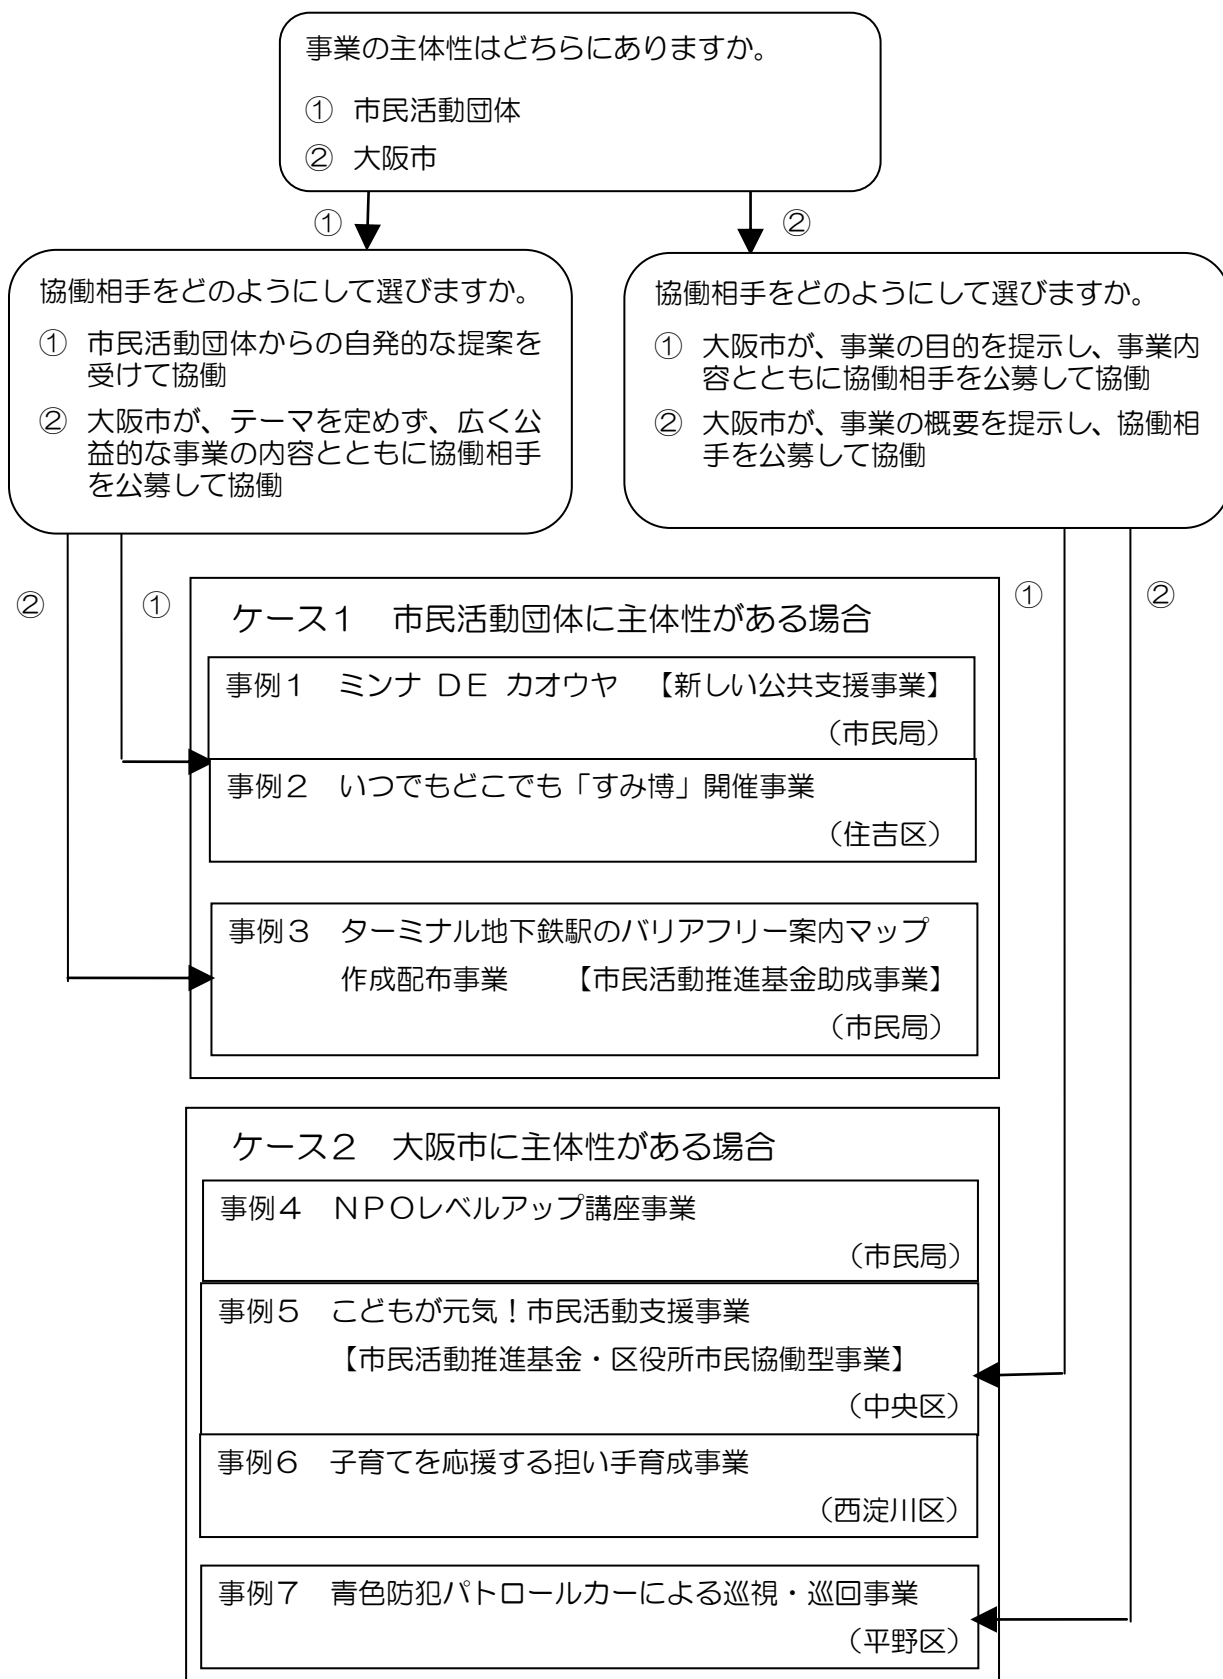 事業の主体性はどちらにありますか。
① 市民活動団体
② 大阪市
①
②
協働相手をどのようにして選びますか。
① 市民活動団体からの自発的な提案を
受けて協働
② 大阪市が、テーマを定めず、広く公
益的な事業の内容とともに協働相手
を公募して協働
協働相手をどのようにして選びますか。
① 大阪市が、事業の目的を提示し、事業内
容とともに協働相手を公募して協働
② 大阪市が、事業の概要を提示し、協働相
手を公募して協働
②
①
①
②
ケース１　市民活動団体に主体性がある場合
事例１　ミンナ ＤＥ カオウヤ　【新しい公共支援事業】
（市民局）
事例２　いつでもどこでも「すみ博」開催事業
（住吉区）
事例３　ターミナル地下鉄駅のバリアフリー案内マップ
作成配布事業　　【市民活動推進基金助成事業】
（市民局）
ケース２　大阪市に主体性がある場合
事例４　ＮＰＯレベルアップ講座事業
（市民局）
事例５　こどもが元気！市民活動支援事業
【市民活動推進基金・区役所市民協働型事業】
（中央区）
事例６　子育てを応援する担い手育成事業
（西淀川区）
事例７　青色防犯パトロールカーによる巡視・巡回事業
（平野区）